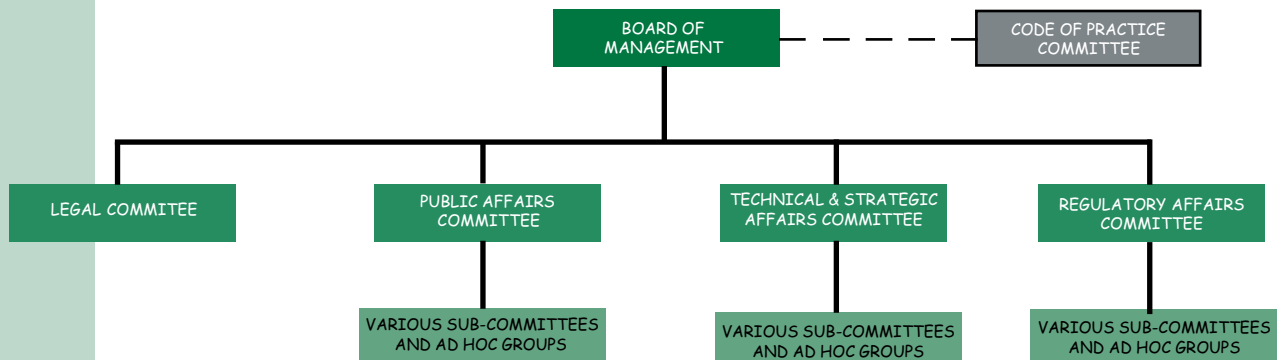 BOARD OF
MANAGEMENT
CODE OF PRACTICE
COMMITTEE
LEGAL COMMITEE
PUBLIC AFFAIRS
COMMITTEE
TECHNICAL & STRATEGIC
AFFAIRS COMMITTEE
REGULATORY AFFAIRS
COMMITTEE
VARIOUS SUB-COMMITTEES
AND AD HOC GROUPS
VARIOUS SUB-COMMITTEES
AND AD HOC GROUPS
VARIOUS SUB-COMMITTEES
AND AD HOC GROUPS